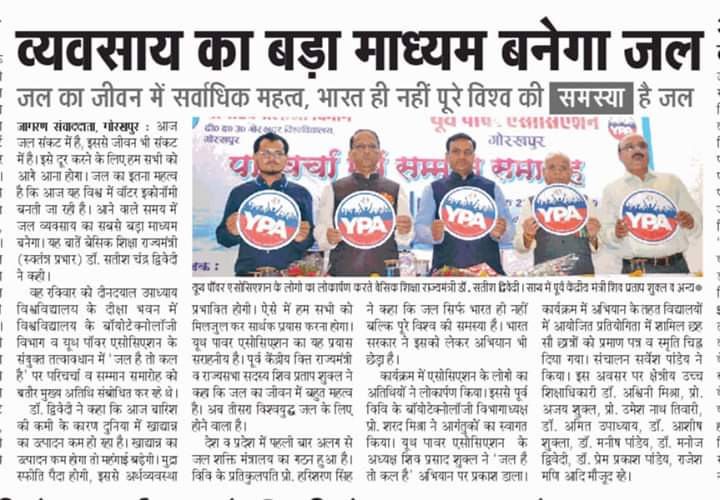 व्यवसाय का बड़ा माध्यम बनेगा जल
जल का जीवन में सर्वाधिक महत्व, भारत ही नहीं पूरे विश्व की समस्या है जल
जागरण संवाददाता, गोरखपुर : आज
जल संकट में है, इससे जीवन भी संकट
में है। इसे दूर करने के लिए हम सभी को
आगे आना होगा। जल का इतना महत्व
है कि आज यह विश्व में वॉटर इकोनॉमी
बनती जा रही है। आने वाले समय में
जल व्यवसाय का सबसे बड़ा माध्यम
बनेगा। यह बातें बेसिक शिक्षा राज्यमंत्री
(स्वतंत्र प्रभार) डॉ. सतीश चंद्र द्विवेदी
ने कही।
वह रविवार को दीनदयाल उपाध्याय
विश्वविद्यालय के दीक्षा भवन में
विश्वविद्यालय के बॉयोटेक्नोलॉजी
विभाग व यूथ पॉवर एसोसिएशन के
संयुक्त तत्वावधान में 'जल है तो कल
है' पर परिचर्चा व सम्मान समारोह को
बतौर मुख्य अतिथि संबोधित कर रहे थे।
डॉ. द्विवेदी ने कहा कि आज बारिश
की कमी के कारण दुनिया में खाद्यान्न
का उत्पादन कम हो रहा है। खाद्यान्न का
उत्पादन कम होगा तो महंगाई बढ़ेगी। मुद्रा
स्फीति पैदा होगी, इससे अर्थव्यवस्था
दी० द० उ० गोरखपुर विश्वविद्यालय,
गोरखपुर
यूथ पावर एसोसिएशन
गोरखपुर
YPA
सम्मान समारोह
YPA
YPA
YPA
YPA
YPA
यूथ पॉवर एसोसिएशन के लोगो का लोकार्पण करते बेसिक शिक्षा राज्यमंत्री डॉ. सतीश द्विवेदी। साथ में पूर्व केंद्रीय मंत्री शिव प्रताप शुक्ल व अन्य
प्रभावित होगी। ऐसे में हम सभी को
मिलजुल कर सार्थक प्रयास करना होगा।
यूथ पावर एसोसिएशन का यह प्रयास
सराहनीय है। पूर्व केंद्रीय वित्त राज्यमंत्री
व राज्यसभा सदस्य शिव प्रताप शुक्ल ने
कहा कि जल का जीवन में बहुत महत्व
है। अब तीसरा विश्वयुद्ध जल के लिए
होने वाला है।
देश व प्रदेश में पहली बार अलग से
जल शक्ति मंत्रालय का गठन हुआ है।
विवि के प्रतिकुलपति प्रो. हरिशरण सिंह
ने कहा कि जल सिर्फ भारत ही नहीं
बल्कि पूरे विश्व की समस्या है। भारत
सरकार ने इसको लेकर अभियान भी
छेड़ा है।
कार्यक्रम में एसोसिएशन के लोगो का
अतिथियों ने लोकार्पण किया। इससे पूर्व
विवि के बॉयोटेक्नोलॉजी विभागाध्यक्ष
प्रो. शरद मिश्रा ने आगंतुकों का स्वागत
किया। यूथ पावर एसोसिएशन के
अध्यक्ष शिव प्रसाद शुक्ल ने 'जल है
तो कल है' अभियान पर प्रकाश डाला।
कार्यक्रम में अभियान के तहत विद्यालयों
में आयोजित प्रतियोगिता में शामिल छह
सौ छात्रों को प्रमाण पत्र व स्मृति चिह्न
दिया गया। संचालन सर्वेश पांडेय ने
किया। इस अवसर पर क्षेत्रीय उच्च
शिक्षाधिकारी डॉ. अश्विनी मिश्रा, प्रो.
अजय शुक्ल, प्रो. उमेश नाथ तिवारी,
डॉ. अमित उपाध्याय, डॉ. आशीष
शुक्ला, डॉ. मनीष पांडेय, डॉ. मनोज
द्विवेदी, डॉ. प्रेम प्रकाश पांडेय, राजेश
मणि आदि मौजूद रहे।